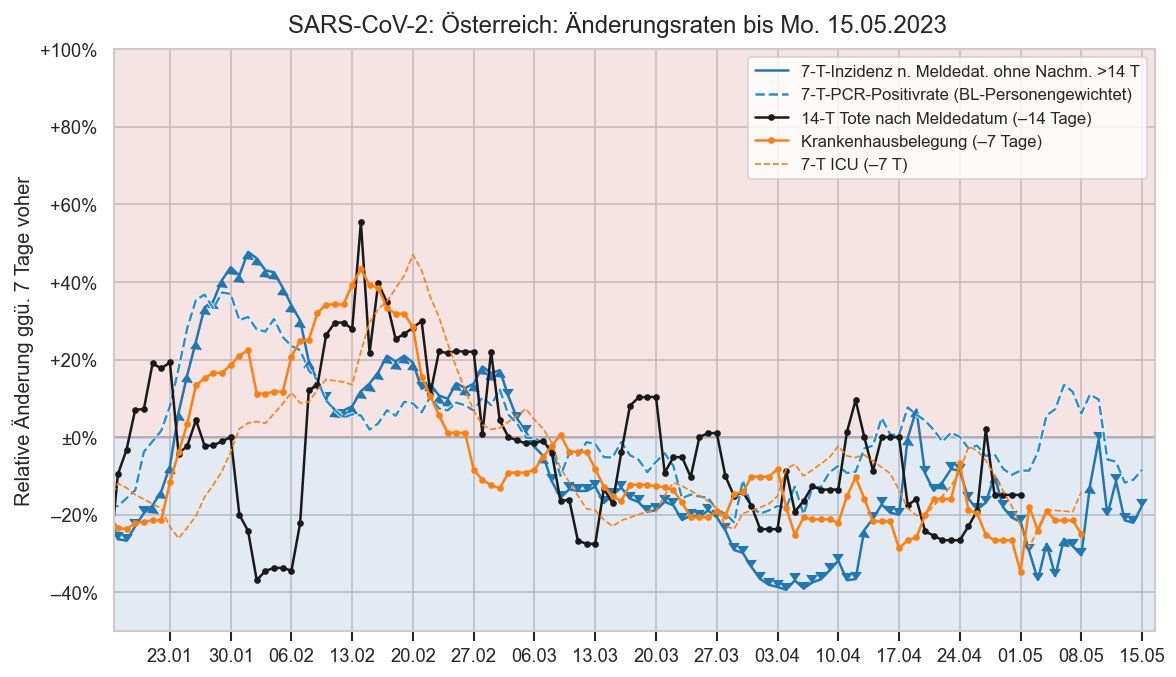 SARS-CoV-2: Österreich: Änderungsraten bis Mo. 15.05.2023
Relative Änderung ggü. 7 Tage voher
+100%
+80%
+60%
+40%
+20%
±0%
−20%
−40%
7-T-Inzidenz n. Meldedat. ohne Nachm. >14 T
7-T-PCR-Positivrate (BL-Personengewichtet)
14-T Tote nach Meldedatum (–14 Tage)
Krankenhausbelegung (–7 Tage)
7-T ICU (–7 T)
23.01 30.01 06.02 13.02 20.02 27.02 06.03 13.03 20.03 27.03 03.04 10.04 17.04 24.04 01.05 08.05 15.05